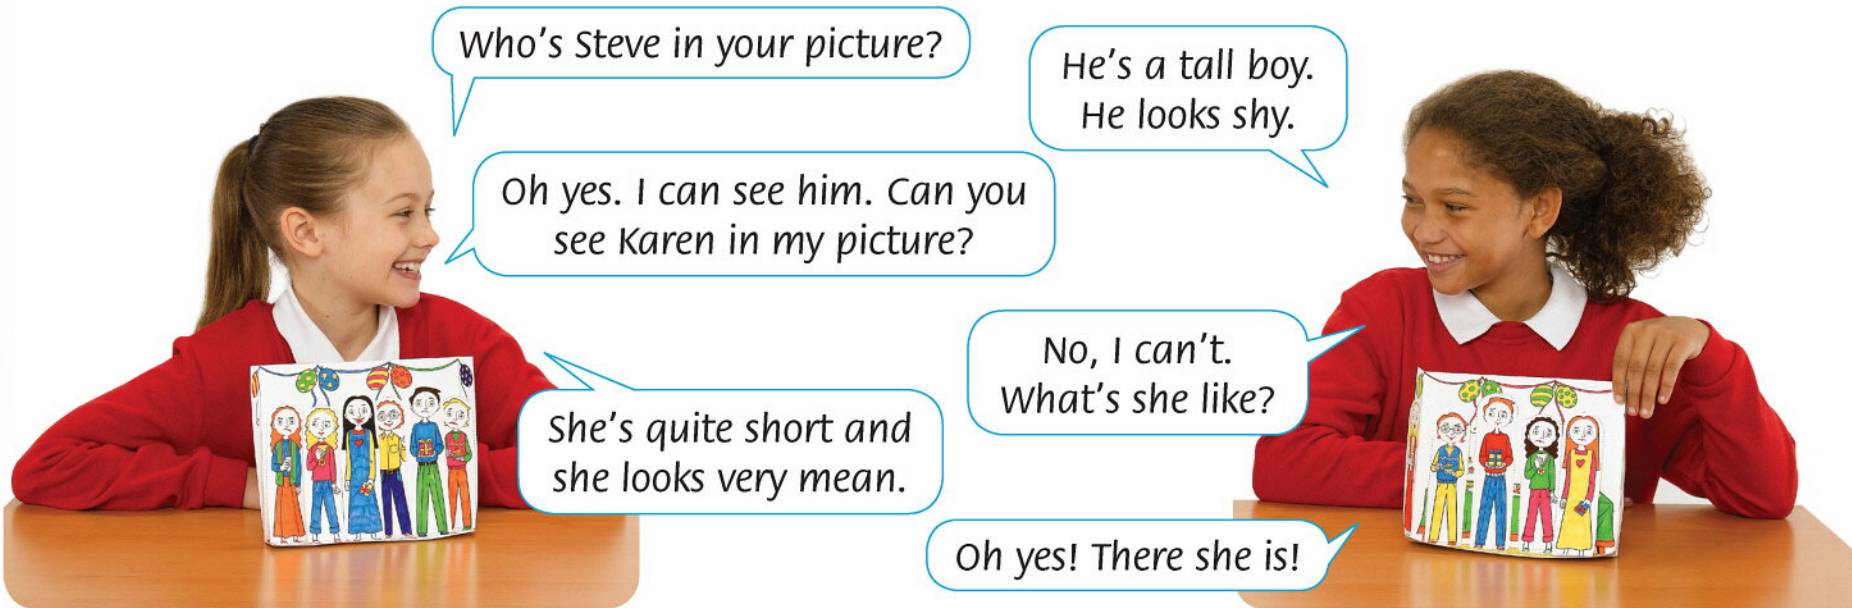 Who's Steve in your picture?
He's a tall boy.
He looks shy.
Oh yes. I can see him. Can you
see Karen in my picture?
No, I can't.
What's she like?
She's quite short and
she looks very mean.
Oh yes! There she is!